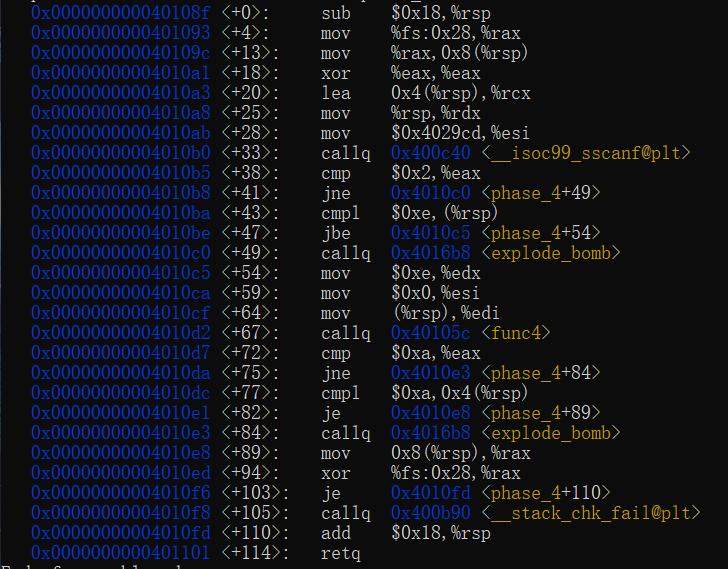 0x000000000040108f <+0>: sub $0x18,%rsp
0x0000000000401093 <+4>: mov %fs:0x28,%rax
0x000000000040109c <+13>: mov %rax,0x8(%rsp)
0x00000000004010a1 <+18>: xor %eax,%eax
0x00000000004010a3 <+20>: lea 0x4(%rsp),%rcx
0x00000000004010a8 <+25>: mov %rsp,%rdx
0x00000000004010ab <+28>: mov $0x4029cd,%esi
0x00000000004010b0 <+33>: callq 0x400c40 <__isoc99_sscanf@plt>
0x00000000004010b5 <+38>: cmp $0x2,%eax
0x00000000004010b8 <+41>: jne 0x4010c0 <phase_4+49>
0x00000000004010ba <+43>: cmpl $0xe,(%rsp)
0x00000000004010be <+47>: jbe 0x4010c5 <phase_4+54>
0x00000000004010c0 <+49>: callq 0x4016b8 <explode_bomb>
0x00000000004010c5 <+54>: mov $0xe,%edx
0x00000000004010ca <+59>: mov $0x0,%esi
0x00000000004010cf <+64>: mov (%rsp),%edi
0x00000000004010d2 <+67>: callq 0x40105c <func4>
0x00000000004010d7 <+72>: cmp $0xa,%eax
0x00000000004010da <+75>: jne 0x4010e3 <phase_4+84>
0x00000000004010dc <+77>: cmpl $0xa,0x4(%rsp)
0x00000000004010e1 <+82>: je 0x4010e8 <phase_4+89>
0x00000000004010e3 <+84>: callq 0x4016b8 <explode_bomb>
0x00000000004010e8 <+89>: mov 0x8(%rsp),%rax
0x00000000004010ed <+94>: xor %fs:0x28,%rax
0x00000000004010f6 <+103>: je 0x4010fd <phase_4+110>
0x00000000004010f8 <+105>: callq 0x400b90 <__stack_chk_fail@plt>
0x00000000004010fd <+110>: add $0x18,%rsp
0x0000000000401101 <+114>: retq